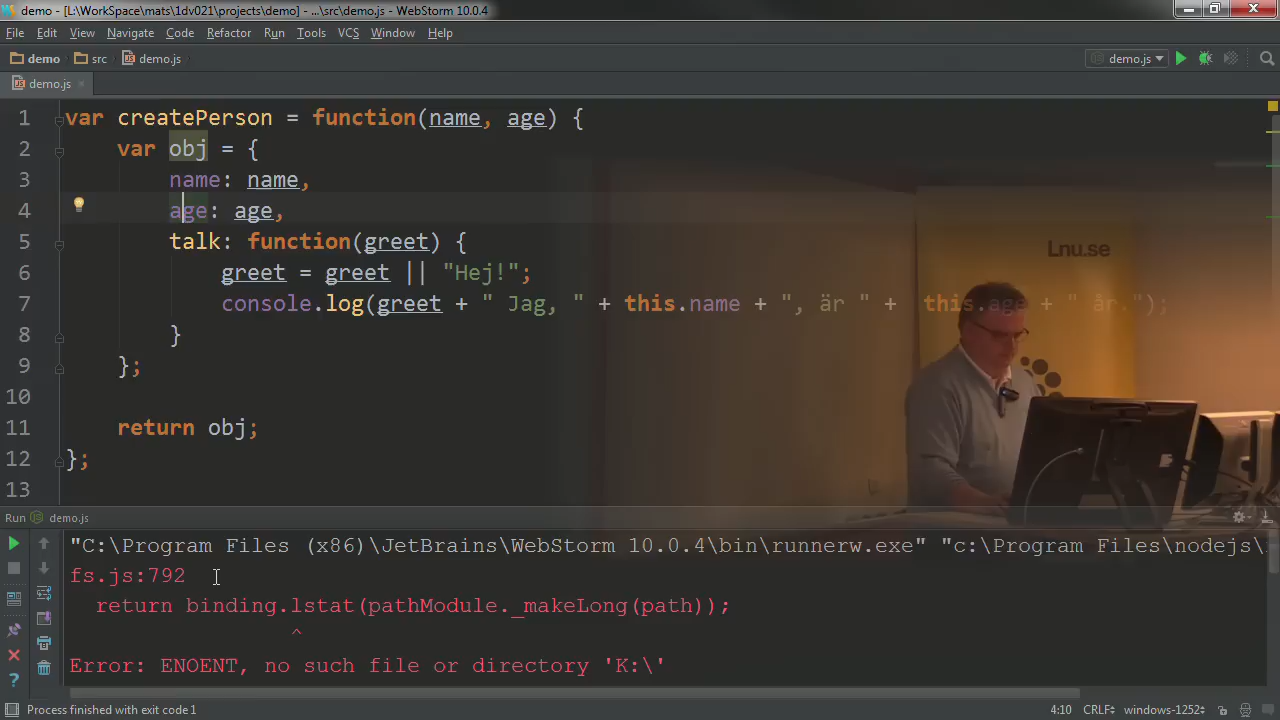 demo - [L:\WorkSpace\mats\1dv021\projects\demo] - ...\src\demo.js - WebStorm 10.0.4
File Edit View Navigate Code Refactor Run Tools VCS Window Help
demo src demo.js demo.js
demo.js
1 var createPerson = function(name, age) {
2 var obj = {
3 name: name,
4 age: age,
5 talk: function(greet) {
6 greet = greet || "Hej!";
7 console.log(greet + " Jag, " + this.name + ", är " + this.age + " år.");
8 }
9 };
10
11 return obj;
12 };
13
Lnu.se
Run demo.js
"C:\Program Files (x86)\JetBrains\WebStorm 10.0.4\bin\runnerw.exe" "c:\Program Files\nodejs\
fs.js:792
return binding.lstat(pathModule._makeLong(path));
^
Error: ENOENT, no such file or directory 'K:\'
Process finished with exit code 1 4:10 CRLF windows-1252